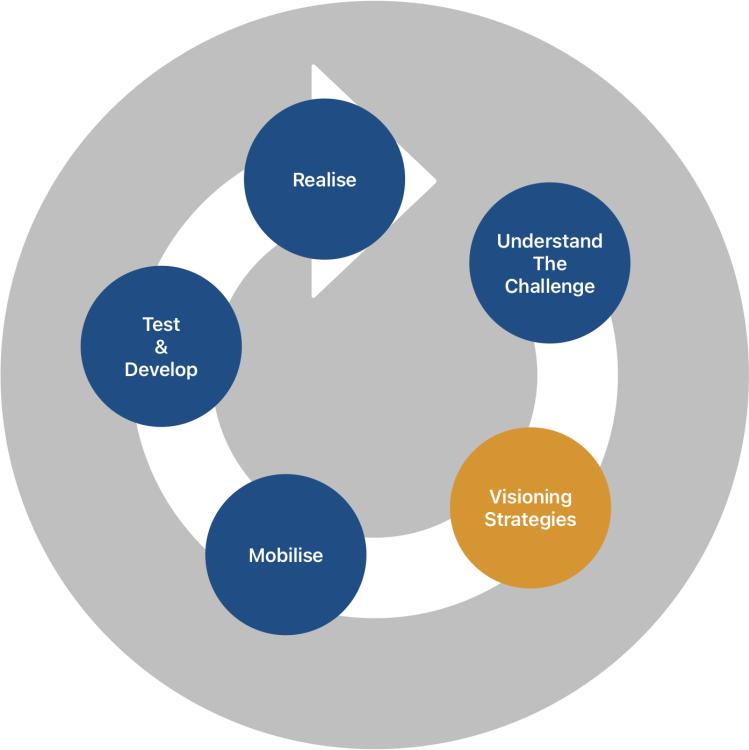 Realise
Understand
The
Challenge
Test
&
Develop
Visioning
Strategies
Mobilise